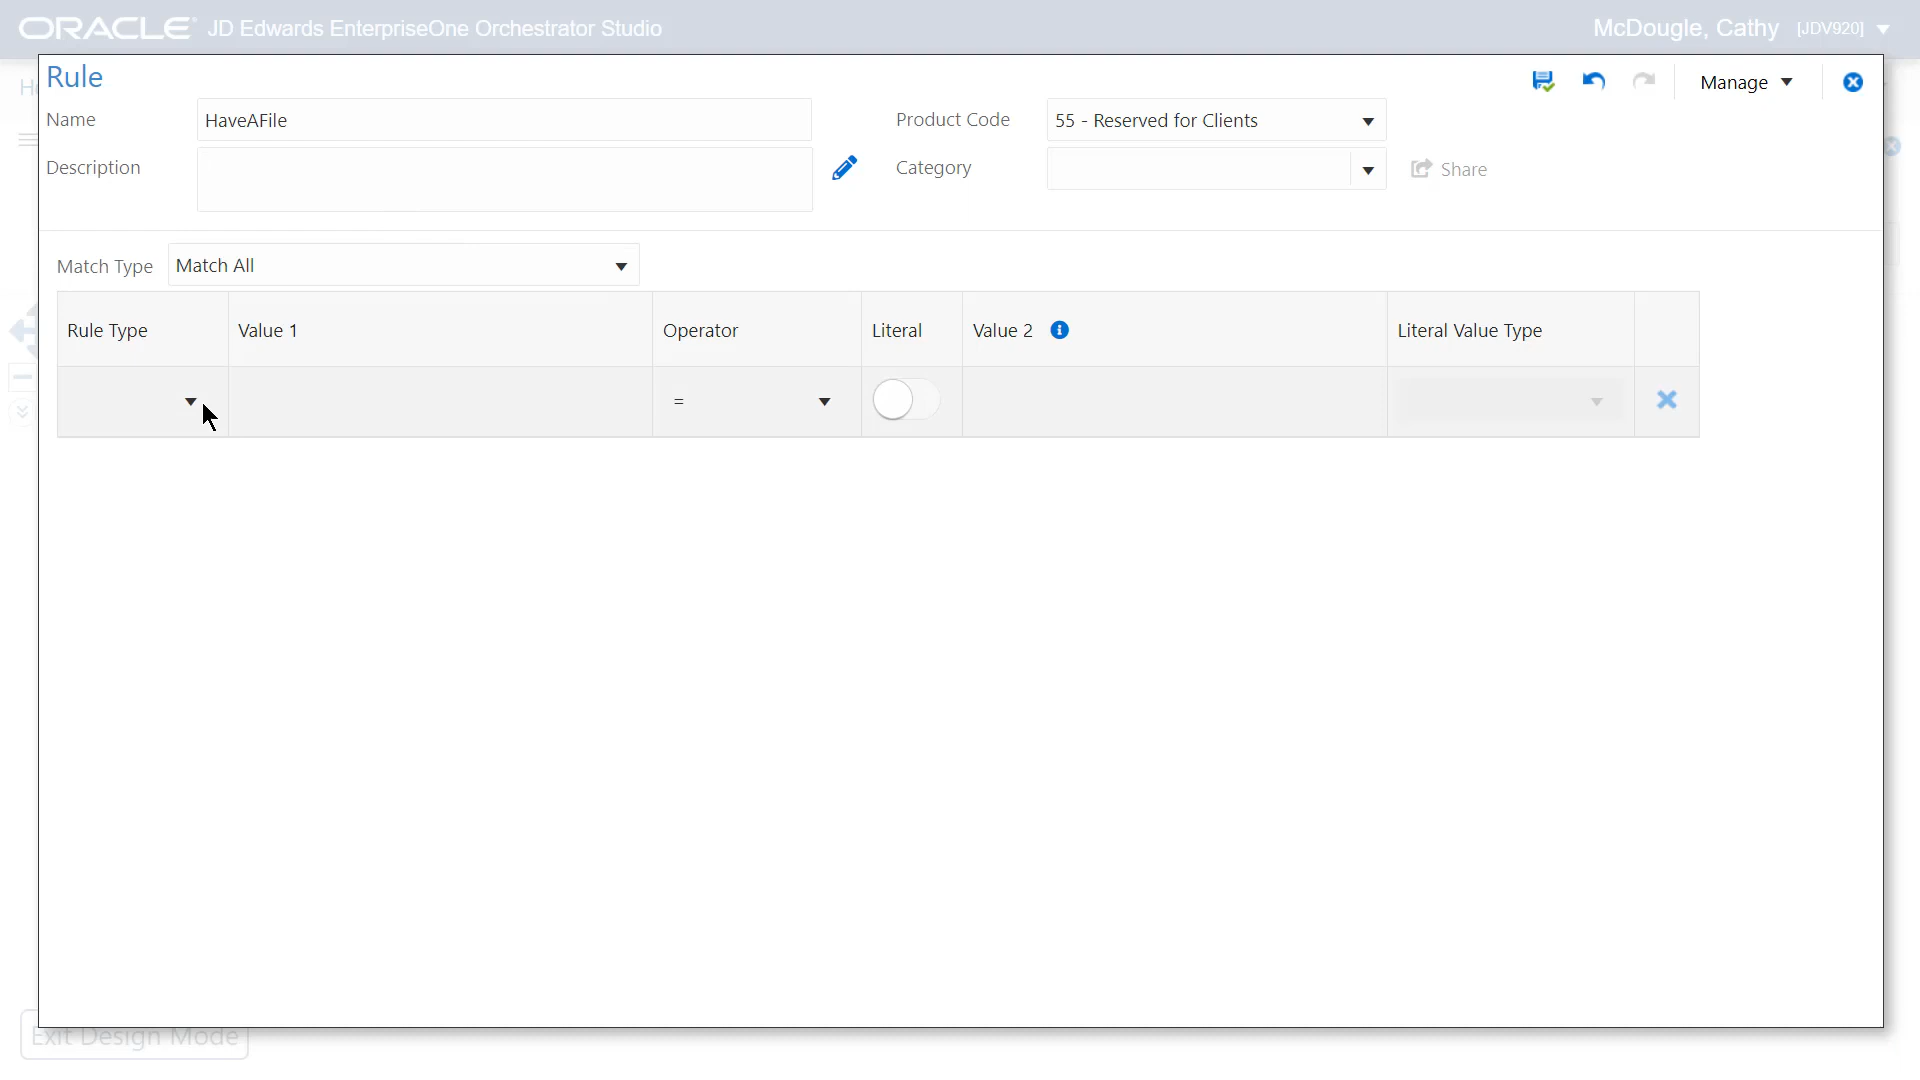 ORACLE JD Edwards EnterpriseOne Orchestrator Studio
McDougle, Cathy [JDV920]
Rule
Manage
Name HaveAFile Product Code 55 - Reserved for Clients
Description Category Share
Match Type Match All
Rule Type Value 1 Operator Literal Value 2 Literal Value Type
=
Exit Design Mode